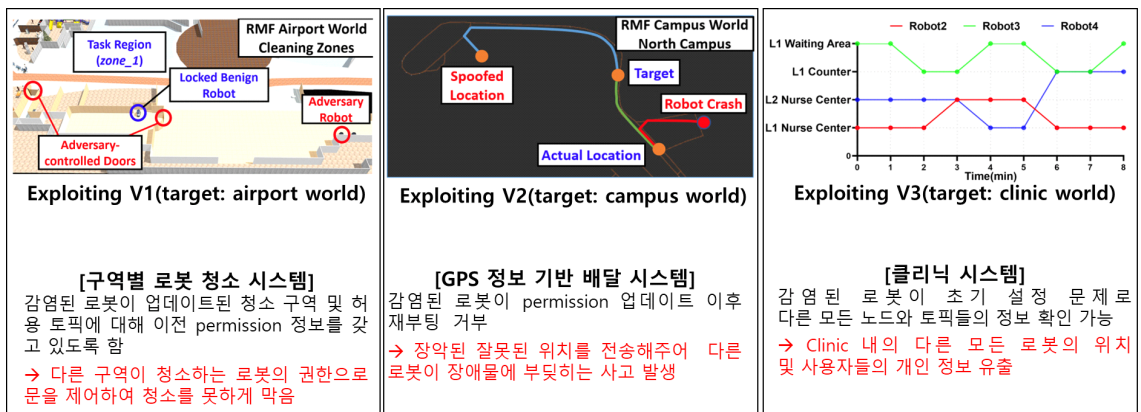 RMF Airport World
Cleaning Zones
Task Region
(zone_1)
Locked Benign
Robot
Adversary
Robot
Adversary-
controlled Doors
Exploiting V1(target: airport world)
[구역별 로봇 청소 시스템]
감염된 로봇이 업데이트된 청소 구역 및 허
용 토픽에 대해 이전 permission 정보를 갖
고 있도록 함
→ 다른 구역이 청소하는 로봇의 권한으로
문을 제어하여 청소를 못하게 막음
RMF Campus World
North Campus
Spoofed
Location
Target
Robot Crash
Actual Location
Exploiting V2(target: campus world)
[GPS 정보 기반 배달 시스템]
감염된 로봇이 permission 업데이트 이후
재부팅 거부
→ 장악된 잘못된 위치를 전송해주어 다른
로봇이 장애물에 부딪히는 사고 발생
Robot2 Robot3 Robot4
L1 Waiting Area
L1 Counter
L2 Nurse Center
L1 Nurse Center
0
0 1 2 3 4 5 6 7 8
Time(min)
Exploiting V3(target: clinic world)
[클리닉 시스템]
감염된 로봇이 초기 설정 문제로
다른 모든 노드와 토픽들의 정보 확인 가능
→ Clinic 내의 다른 모든 로봇의 위치
및 사용자들의 개인 정보 유출